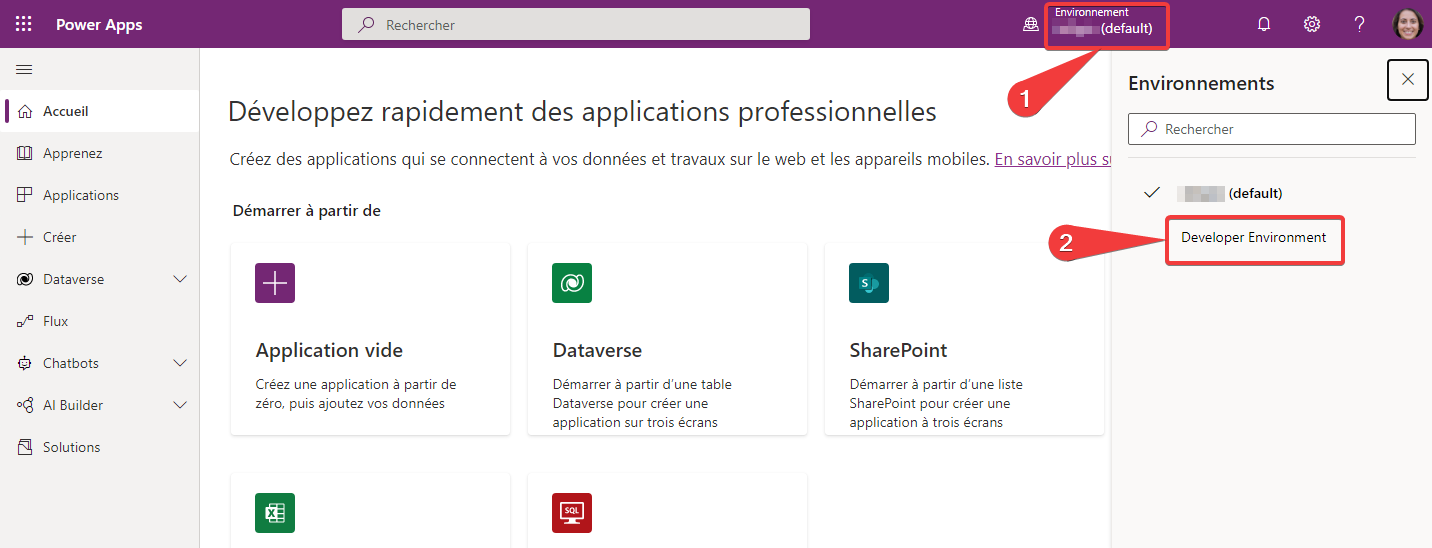 Power Apps
Rechercher
Environnement
(default)
?
1
Accueil
Apprenez
Applications
Créer
Dataverse
Flux
Chatbots
AI Builder
Solutions
Développez rapidement des applications professionnelles
Créez des applications qui se connectent à vos données et travaux sur le web et les appareils mobiles. En savoir plus
Démarrer à partir de
Application vide
Créez une application à partir de
zéro, puis ajoutez vos données
Dataverse
Démarrer à partir d'une table
Dataverse pour créer une
application sur trois écrans
S
SharePoint
Démarrer à partir d'une liste
SharePoint pour créer une
application à trois écrans
X
SQL
Environnements
Rechercher
(default)
2
Developer Environment